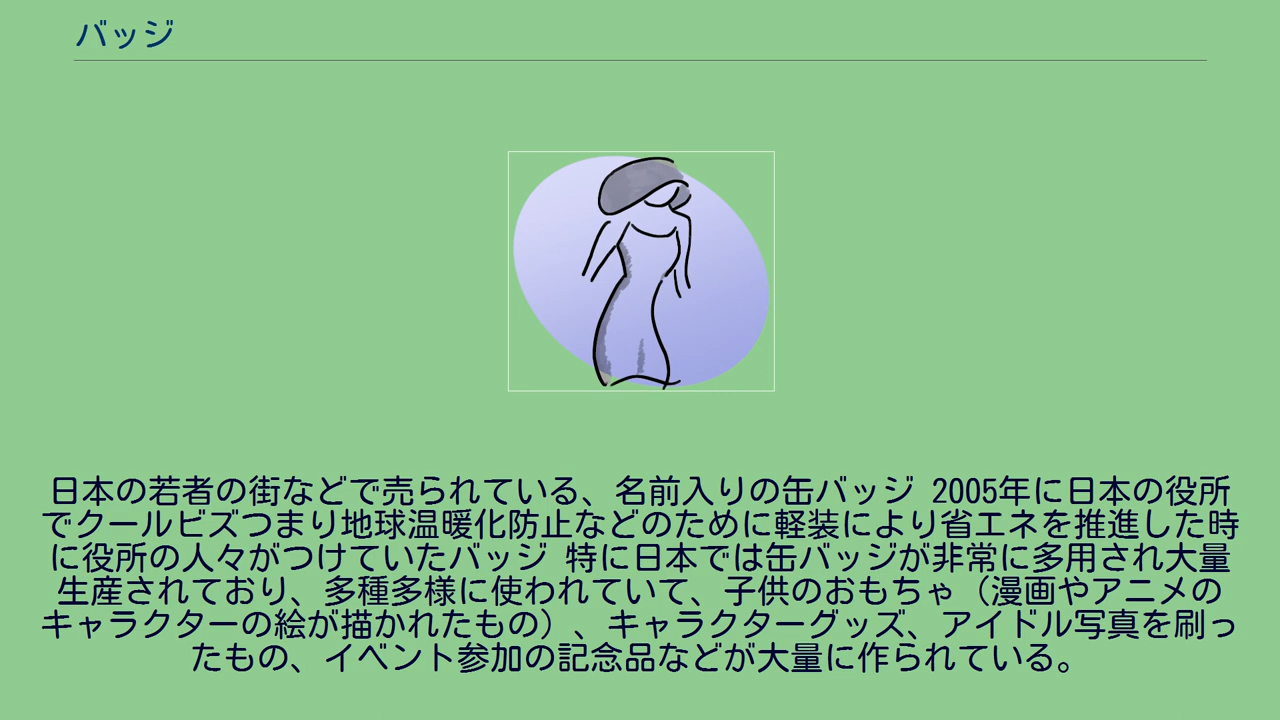 バッジ
日本の若者の街などで売られている、名前入りの缶バッジ 2005年に日本の役所
でクールビズつまり地球温暖化防止などのために軽装により省エネを推進した時
に役所の人々がつけていたバッジ 特に日本では缶バッジが非常に多用され大量
生産されており、多種多様に使われていて、子供のおもちゃ（漫画やアニメの
キャラクターの絵が描かれたもの）、キャラクターグッズ、アイドル写真を刷っ
たもの、イベント参加の記念品などが大量に作られている。